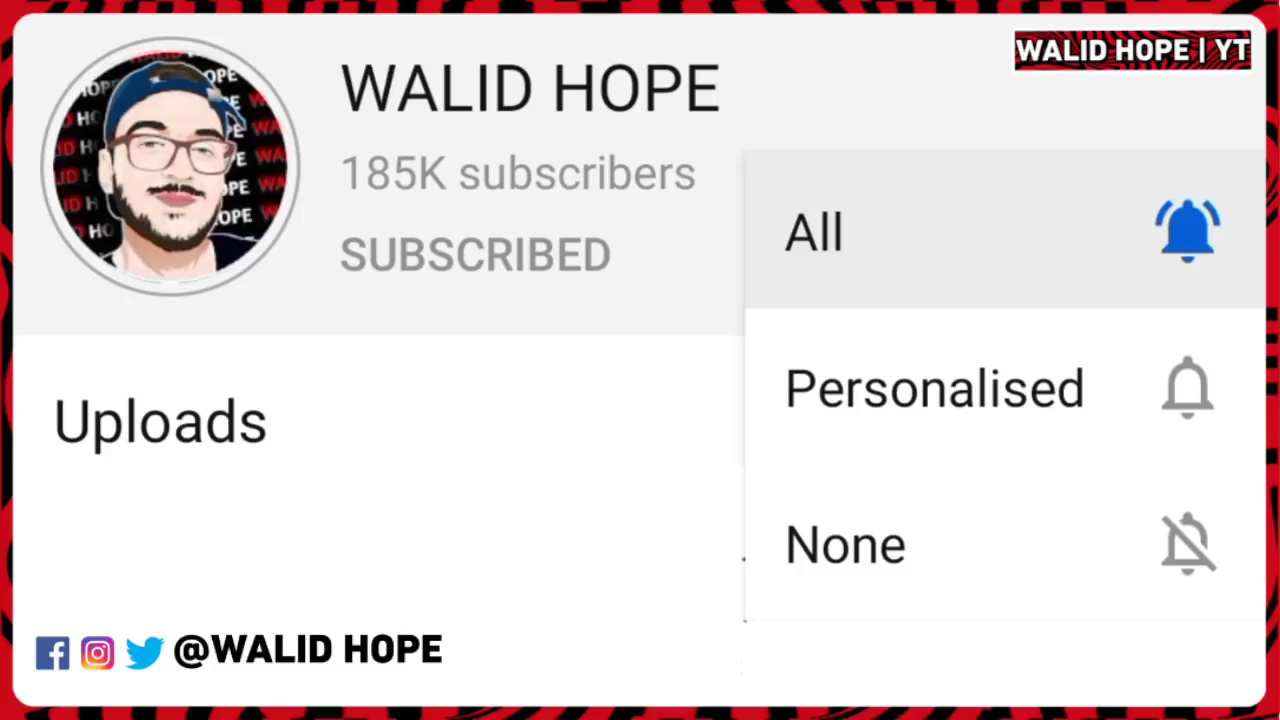 WALID HOPE | YT
WALID HOPE
185K subscribers
SUBSCRIBED
All
Personalised
None
Uploads
@WALID HOPE